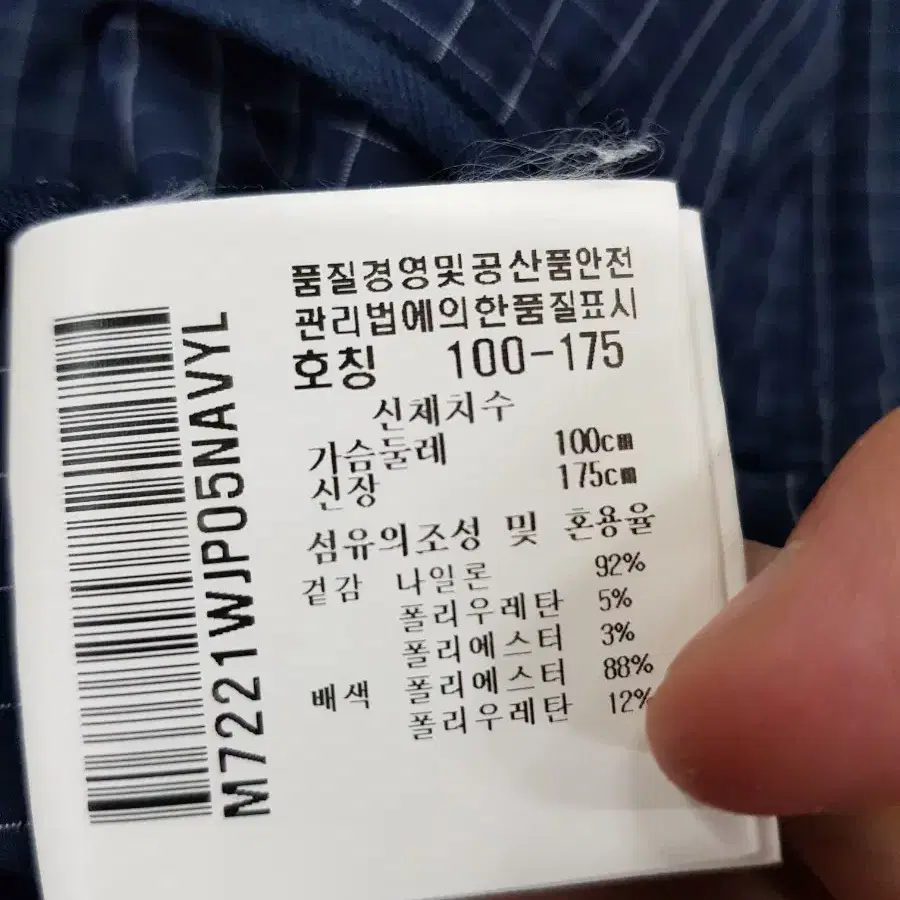 품질경영및공산품안전
관리법에의한품질표시
호칭 100-175
신체치수
가슴둘레 100cm
신장 175cm
섬유의조성 및 혼용율
겉감 나일론 92%
폴리우레탄 5%
폴리에스터 3%
배색 폴리에스터 88%
폴리우레탄 12%
M7221WJP05NAVYL